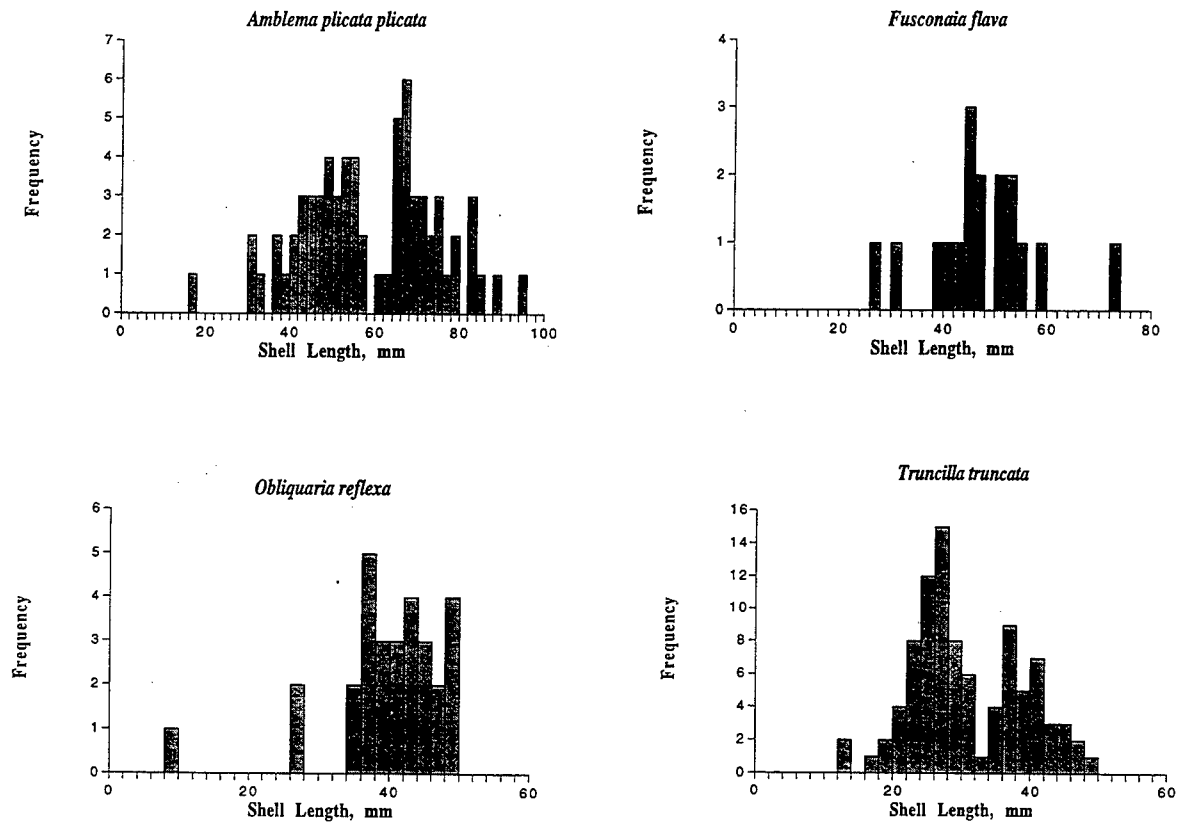 Amblema plicata plicata
7
6
5
4
3
2
1
0
Frequency
0 20 40 60 80 100
Shell Length, mm
Fusconaia flava
4
3
2
1
0
Frequency
0 20 40 60 80
Shell Length, mm
Obliquaria reflexa
6
5
4
3
2
1
0
Frequency
0 20 40 60
Shell Length, mm
Truncilla truncata
16
14
12
10
8
6
4
2
0
Frequency
0 20 40 60
Shell Length, mm